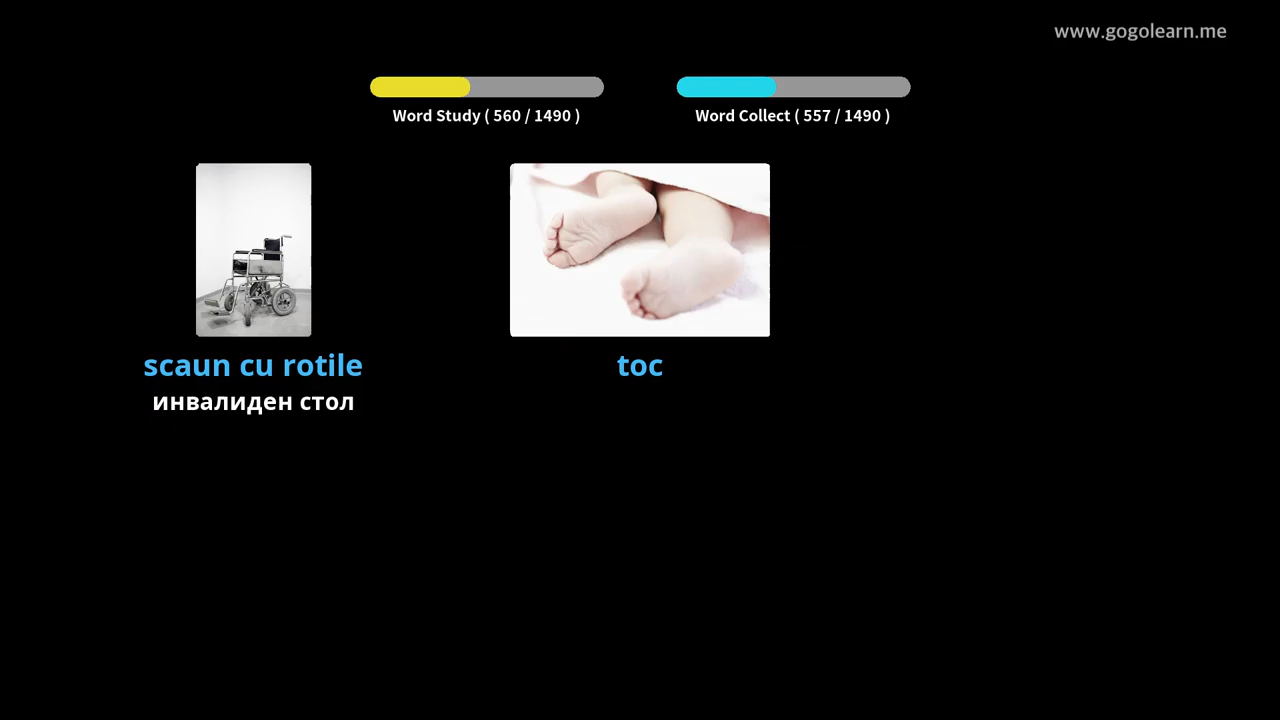 www.gogolearn.me
Word Study ( 560 / 1490 )
Word Collect ( 557 / 1490 )
scaun cu rotile
инвалиден стол
toc